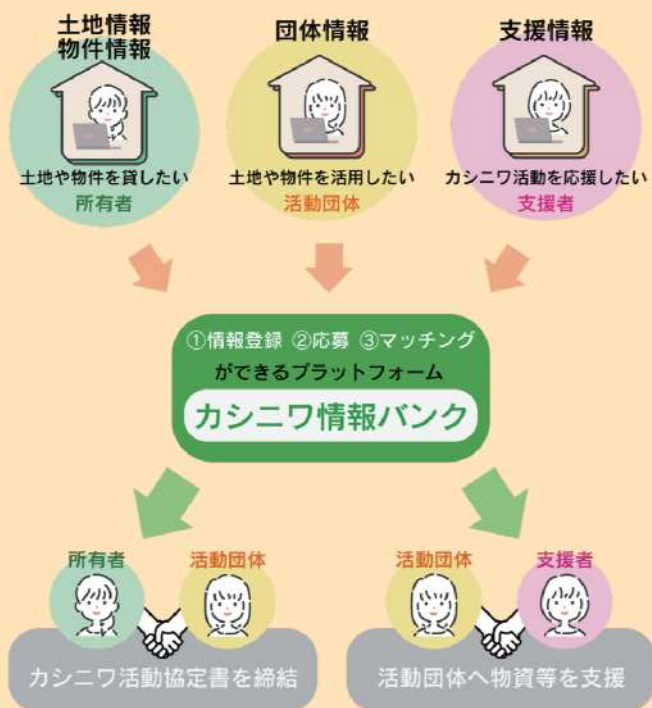 土地情報
物件情報
団体情報
支援情報
土地や物件を貸したい
所有者
土地や物件を活用したい
活動団体
カシニワ活動を応援したい
支援者
①情報登録 ②応募 ③マッチング
ができるプラットフォーム
カシニワ情報バンク
所有者
活動団体
カシニワ活動協定書を締結
活動団体
支援者
活動団体へ物資等を支援